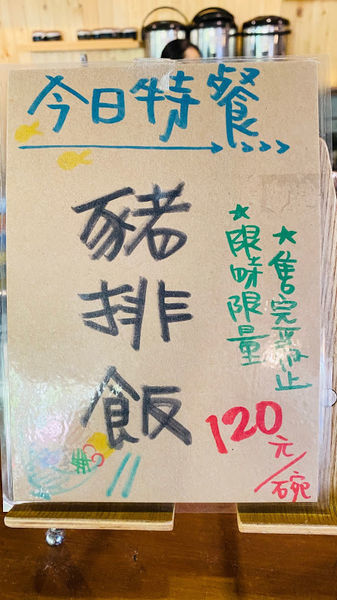 今日特餐
豬排飯
★售完為止
★限時限量
120元/碗